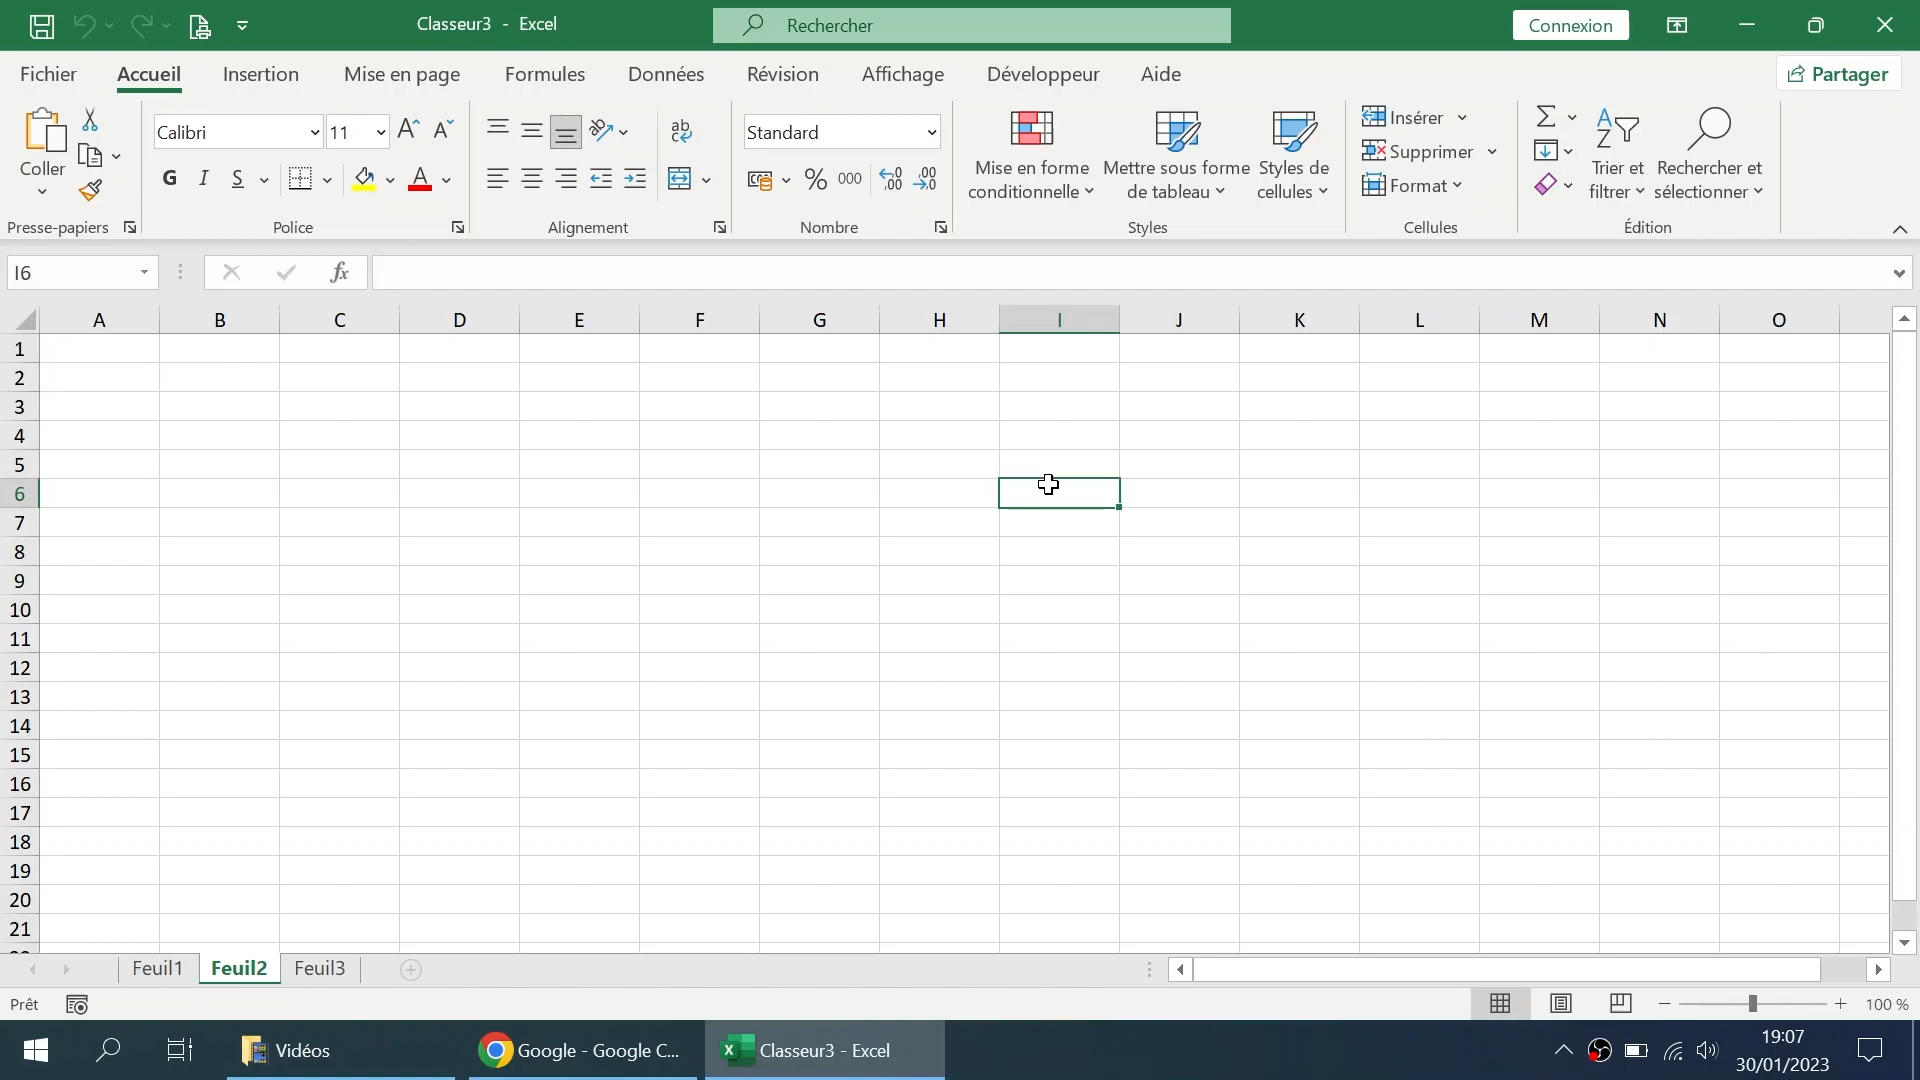 Classeur3 - Excel
Rechercher
Connexion
Fichier
Accueil
Insertion
Mise en page
Formules
Données
Révision
Affichage
Développeur
Aide
Partager
Coller
Presse-papiers
Calibri
11
G I S
A
Police
ab
Alignement
Standard
% 000
,00
,00
Nombre
Mise en forme
conditionnelle
Mettre sous forme
de tableau
Styles de
cellules
Styles
Insérer
Supprimer
Format
Cellules
Σ
Trier et
filtrer
Rechercher et
sélectionner
Édition
I6
fx
A B C D E F G H I J K L M N O
1
2
3
4
5
6
7
8
9
10
11
12
13
14
15
16
17
18
19
20
21
Feuil1
Feuil2
Feuil3
Prêt
100 %
Vidéos
Google - Google C...
Classeur3 - Excel
19:07
30/01/2023